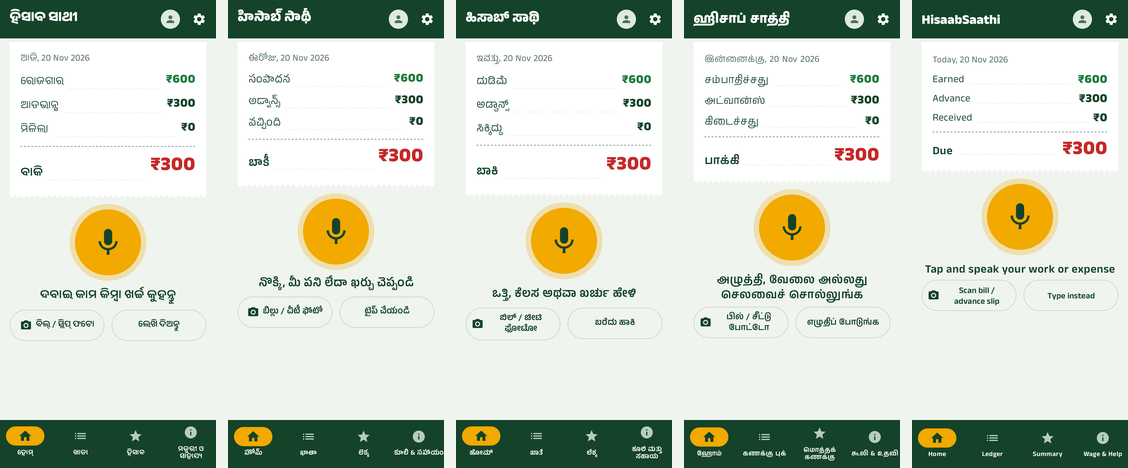 ହିସାବ ସାଥୀ
ଆଜି, 20 Nov 2026
ରୋଜଗାର ₹600
ଆଡଭାନ୍ସ ₹300
ମିଳିଲା ₹0
ବାକି ₹300
ଦବାଇ କାମ କିମ୍ବା ଖର୍ଚ୍ଚ କୁହନ୍ତୁ
ବିଲ୍ / ସ୍ଲିପ୍ ଫଟୋ
ଲେଖି ଦିଅନ୍ତୁ
ହୋମ୍
ଖାତା
ହିସାବ
ମଜୁରୀ ଓ
ସାହାଯ୍ୟ
హిసాబ్ సాథీ
ఈరోజు, 20 Nov 2026
సంపాదన ₹600
అడ్వాన్స్ ₹300
వచ్చింది ₹0
బాకీ ₹300
నొక్కి, మీ పని లేదా ఖర్చు చెప్పండి
బిల్లు / చీటీ ఫోటో
టైప్ చేయండి
హోమ్
ఖాతా
లెక్క
కూలి & సహాయం
ಹಿಸಾಬ್ ಸಾಥಿ
ಇವತ್ತು, 20 Nov 2026
ದುಡಿಮೆ ₹600
ಅಡ್ವಾನ್ಸ್ ₹300
ಸಿಕ್ಕಿದ್ದು ₹0
ಬಾಕಿ ₹300
ಒತ್ತಿ, ಕೆಲಸ ಅಥವಾ ಖರ್ಚು ಹೇಳಿ
ಬಿಲ್ / ಚೀಟಿ
ಫೋಟೋ
ಬರೆದು ಹಾಕಿ
ಹೋಮ್
ಖಾತೆ
ಲೆಕ್ಕ
ಕೂಲಿ ಮತ್ತು
ಸಹಾಯ
ஹிசாப் சாத்தி
இன்னைக்கு, 20 Nov 2026
சம்பாதிச்சது ₹600
அட்வான்ஸ் ₹300
கிடைச்சது ₹0
பாக்கி ₹300
அழுத்தி, வேலை அல்லது
செலவைச் சொல்லுங்க
பில் / சீட்டு
போட்டோ
எழுதிப் போடுங்க
ஹோம்
கணக்கு புக்
மொத்தக்
கணக்கு
கூலி & உதவி
HisaabSaathi
Today, 20 Nov 2026
Earned ₹600
Advance ₹300
Received ₹0
Due ₹300
Tap and speak your work or expense
Scan bill /
advance slip
Type instead
Home
Ledger
Summary
Wage & Help